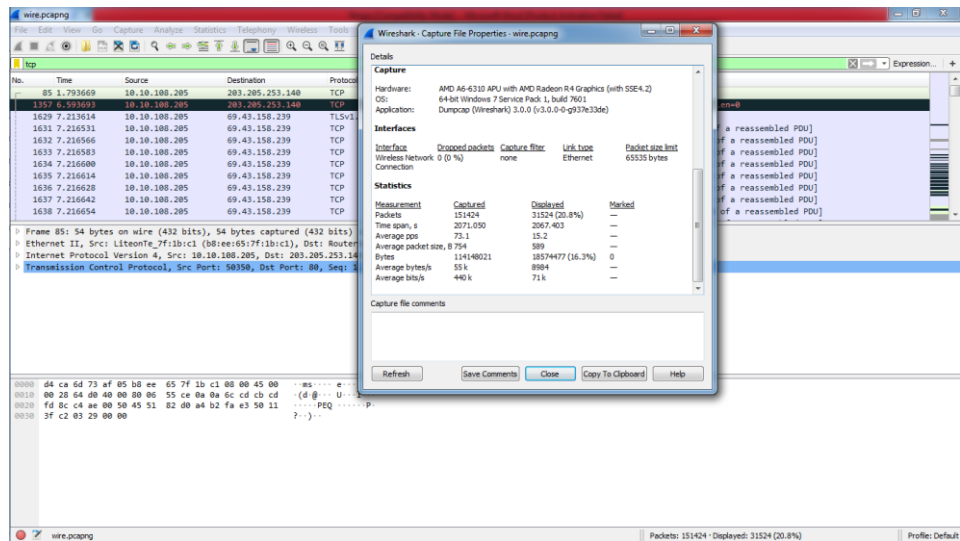 wire.pcapng
File Edit View Go Capture Analyze Statistics Telephony Wireless Tools
tcp
Expression... +
No. Time Source Destination Protocol
85 1.793669 10.10.108.205 203.205.253.140 TCP
1357 6.593693 10.10.108.205 203.205.253.140 TCP Len=0
1629 7.213614 10.10.108.205 69.43.158.239 TLSv1.
1631 7.216531 10.10.108.205 69.43.158.239 TCP f a reassembled PDU]
1632 7.216566 10.10.108.205 69.43.158.239 TCP of a reassembled PDU]
1633 7.216583 10.10.108.205 69.43.158.239 TCP of a reassembled PDU]
1634 7.216600 10.10.108.205 69.43.158.239 TCP of a reassembled PDU]
1635 7.216614 10.10.108.205 69.43.158.239 TCP of a reassembled PDU]
1636 7.216628 10.10.108.205 69.43.158.239 TCP of a reassembled PDU]
1637 7.216642 10.10.108.205 69.43.158.239 TCP of a reassembled PDU]
1638 7.216654 10.10.108.205 69.43.158.239 TCP of a reassembled PDU]
Frame 85: 54 bytes on wire (432 bits), 54 bytes captured (432 bits)
Ethernet II, Src: LiteonTe_7f:1b:c1 (b8:ee:65:7f:1b:c1), Dst: Router
Internet Protocol Version 4, Src: 10.10.108.205, Dst: 203.205.253.14
Transmission Control Protocol, Src Port: 50350, Dst Port: 80, Seq: 1
Wireshark · Capture File Properties · wire.pcapng
Details
Capture
Hardware: AMD A6-6310 APU with AMD Radeon R4 Graphics (with SSE4.2)
OS: 64-bit Windows 7 Service Pack 1, build 7601
Application: Dumpcap (Wireshark) 3.0.0 (v3.0.0-0-g937e33de)
Interfaces
Interface Dropped packets Capture filter Link type Packet size limit
Wireless Network 0 (0 %) none Ethernet 65535 bytes
Connection
Statistics
Measurement Captured Displayed Marked
Packets 151424 31524 (20.8%) —
Time span, s 2071.050 2067.403 —
Average pps 73.1 15.2 —
Average packet size, B 754 589 —
Bytes 114148021 18574477 (16.3%) 0
Average bytes/s 55 k 8984 —
Average bits/s 440 k 71 k —
Capture file comments
Refresh Save Comments Close Copy To Clipboard Help
0000 d4 ca 6d 73 af 05 b8 ee 65 7f 1b c1 08 00 45 00 ··ms···· e·
0010 00 28 64 d0 40 00 80 06 55 ce 0a 0a 6c cd cb cd ·(d·@··· U···l
0020 fd 8c c4 ae 00 50 45 51 82 d0 a4 b2 fa e3 50 11 ·····PEQ ······P·
0030 3f c2 03 29 00 00 ?··)··
wire.pcapng
Packets: 151424 · Displayed: 31524 (20.8%)
Profile: Default